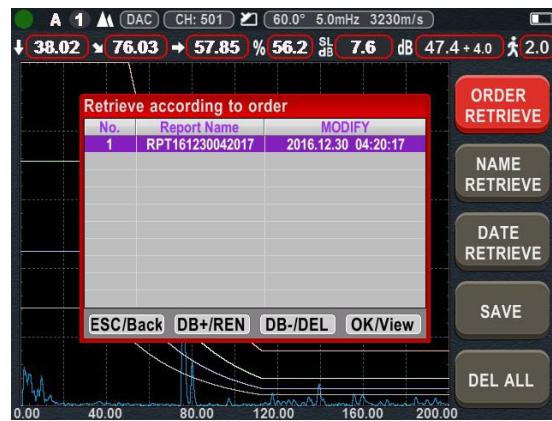 A 1 DAC CH: 501 60.0° 5.0mHz 3230m/s
38.02 76.03 57.85 % 56.2 SL dB 7.6 dB 47.4 + 4.0 2.0
Retrieve according to order
No. Report Name MODIFY
1 RPT161230042017 2016.12.30 04:20:17
ESC/Back DB+/REN DB-/DEL OK/View
0.00 40.00 80.00 120.00 160.00 200.00
ORDER
RETRIEVE
NAME
RETRIEVE
DATE
RETRIEVE
SAVE
DEL ALL